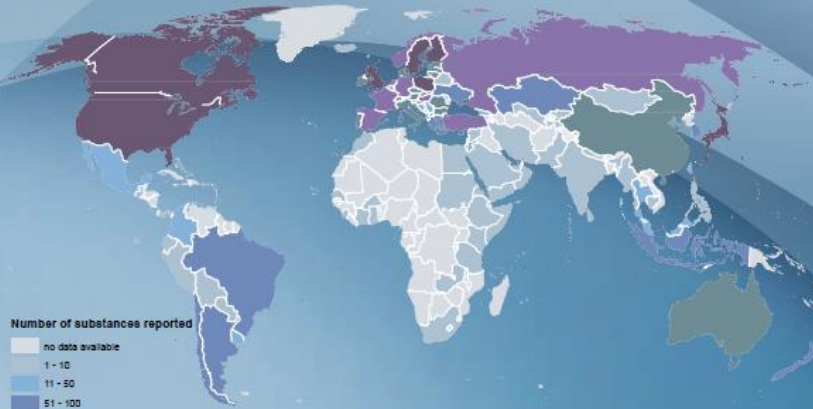 Number of substances reported
no data available
1 - 10
11 - 50
51 - 100